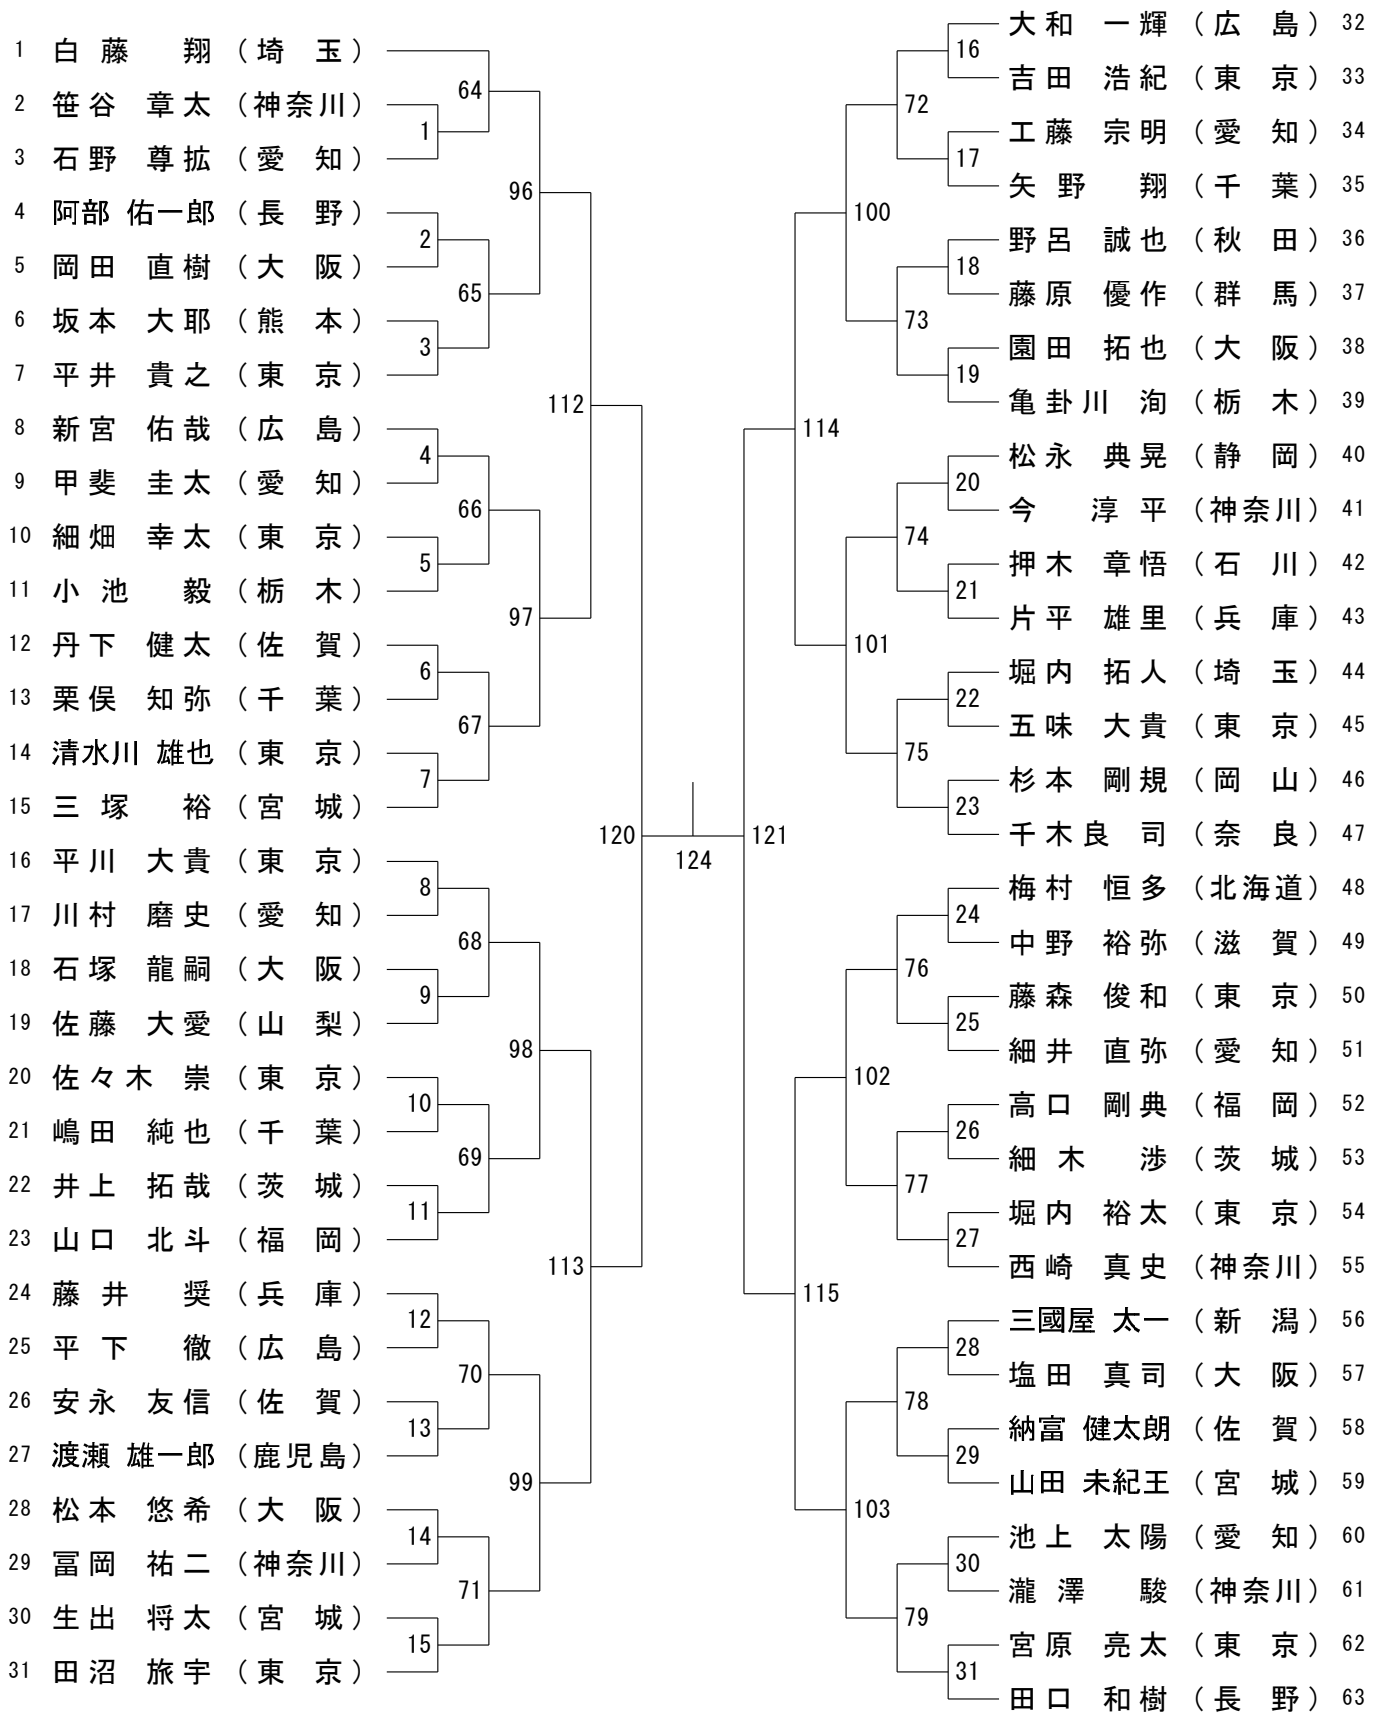 1 白藤 翔 （埼 玉）
2 笹谷 章太 （神奈川）
3 石野 尊拡 （愛 知）
4 阿部 佑一郎 （長 野）
5 岡田 直樹 （大 阪）
6 坂本 大耶 （熊 本）
7 平井 貴之 （東 京）
8 新宮 佑哉 （広 島）
9 甲斐 圭太 （愛 知）
10 細畑 幸太 （東 京）
11 小池 毅 （栃 木）
12 丹下 健太 （佐 賀）
13 栗俣 知弥 （千 葉）
14 清水川 雄也 （東 京）
15 三塚 裕 （宮 城）
16 平川 大貴 （東 京）
17 川村 磨史 （愛 知）
18 石塚 龍嗣 （大 阪）
19 佐藤 大愛 （山 梨）
20 佐々木 崇 （東 京）
21 嶋田 純也 （千 葉）
22 井上 拓哉 （茨 城）
23 山口 北斗 （福 岡）
24 藤井 奨 （兵 庫）
25 平下 徹 （広 島）
26 安永 友信 （佐 賀）
27 渡瀬 雄一郎 （鹿児島）
28 松本 悠希 （大 阪）
29 冨岡 祐二 （神奈川）
30 生出 将太 （宮 城）
31 田沼 旅宇 （東 京）
1
2
3
4
5
6
7
8
9
10
11
12
13
14
15
64
65
66
67
68
69
70
71
96
97
98
99
112
113
120
124
121
114
115
100
101
102
103
72
73
74
75
76
77
78
79
16
17
18
19
20
21
22
23
24
25
26
27
28
29
30
31
大和 一輝 （広 島） 32
吉田 浩紀 （東 京） 33
工藤 宗明 （愛 知） 34
矢野 翔 （千 葉） 35
野呂 誠也 （秋 田） 36
藤原 優作 （群 馬） 37
園田 拓也 （大 阪） 38
亀卦川 洵 （栃 木） 39
松永 典晃 （静 岡） 40
今 淳平 （神奈川） 41
押木 章悟 （石 川） 42
片平 雄里 （兵 庫） 43
堀内 拓人 （埼 玉） 44
五味 大貴 （東 京） 45
杉本 剛規 （岡 山） 46
千木良 司 （奈 良） 47
梅村 恒多 （北海道） 48
中野 裕弥 （滋 賀） 49
藤森 俊和 （東 京） 50
細井 直弥 （愛 知） 51
高口 剛典 （福 岡） 52
細木 渉 （茨 城） 53
堀内 裕太 （東 京） 54
西崎 真史 （神奈川） 55
三國屋 太一 （新 潟） 56
塩田 真司 （大 阪） 57
納富 健太朗 （佐 賀） 58
山田 未紀王 （宮 城） 59
池上 太陽 （愛 知） 60
瀧澤 駿 （神奈川） 61
宮原 亮太 （東 京） 62
田口 和樹 （長 野） 63